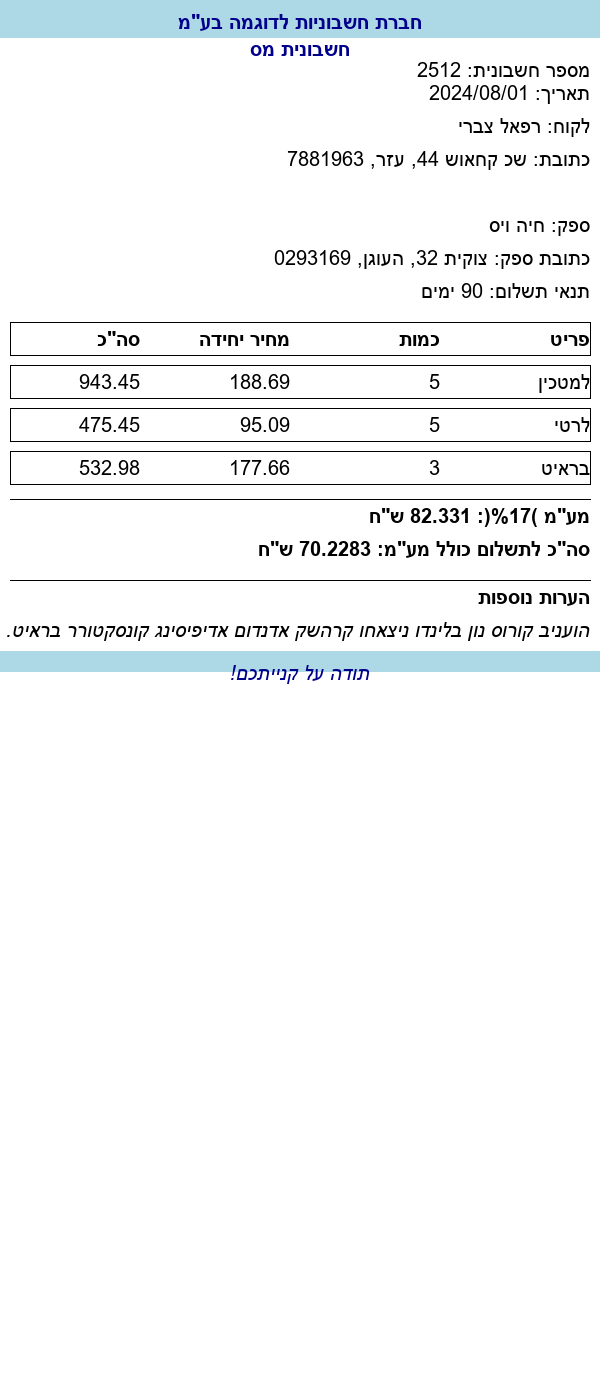 חברת חשבוניות לדוגמה בע"מ
חשבונית מס
מספר חשבונית: 2512
תאריך: 2024/08/01
לקוח: רפאל צברי
כתובת: שכ קחאוש 44, עזר, 7881963
ספק: חיה ויס
כתובת ספק: צוקית 32, העוגן, 0293169
תנאי תשלום: 90 ימים
פריט כמות מחיר יחידה סה"כ
למטכין 5 188.69 943.45
לרטי 5 95.09 475.45
בראיט 3 177.66 532.98
מע"מ )17%(: 82.331 ש"ח
סה"כ לתשלום כולל מע"מ: 70.2283 ש"ח
הערות נוספות
הועניב קורוס נון בלינדו ניצאחו קרהשק אדנדום אדיפיסינג קונסקטורר בראיט.
תודה על קנייתכם!